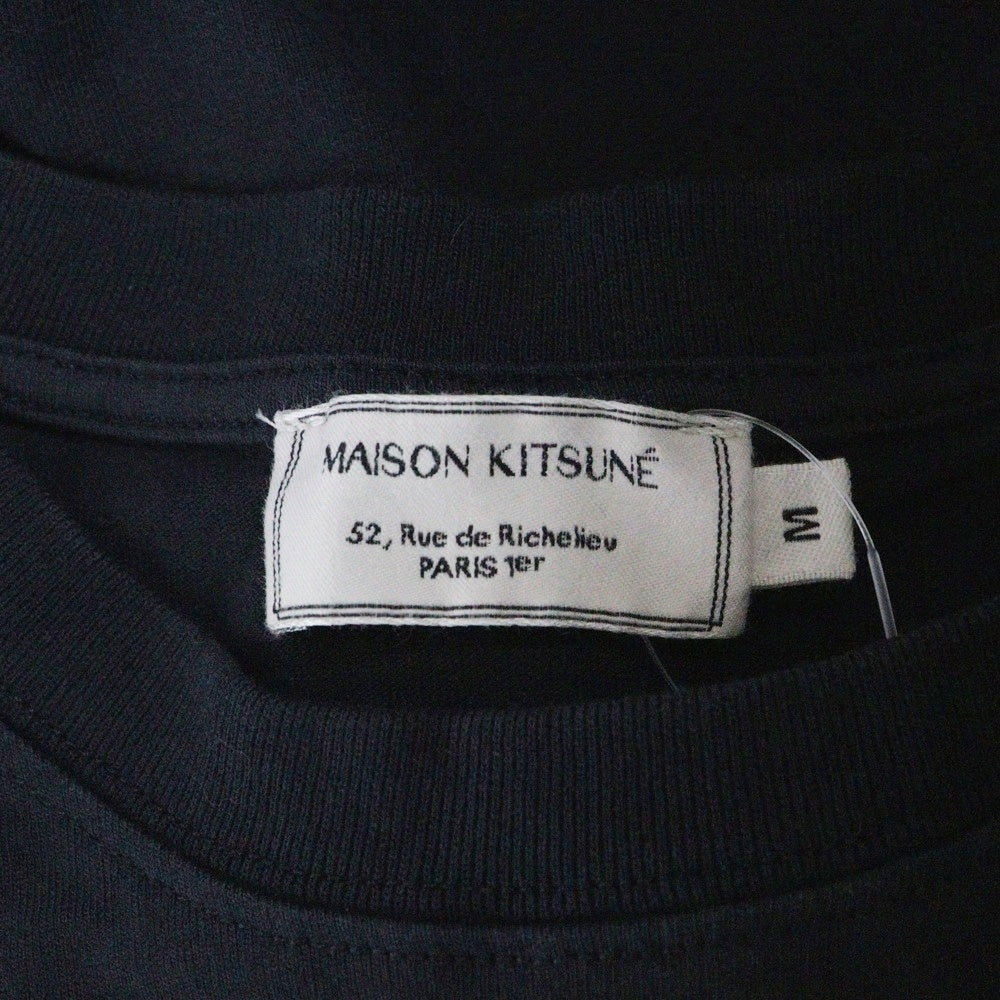 MAISON KITSUNÉ
52, Rue de Richelieu
PARIS 1er
M